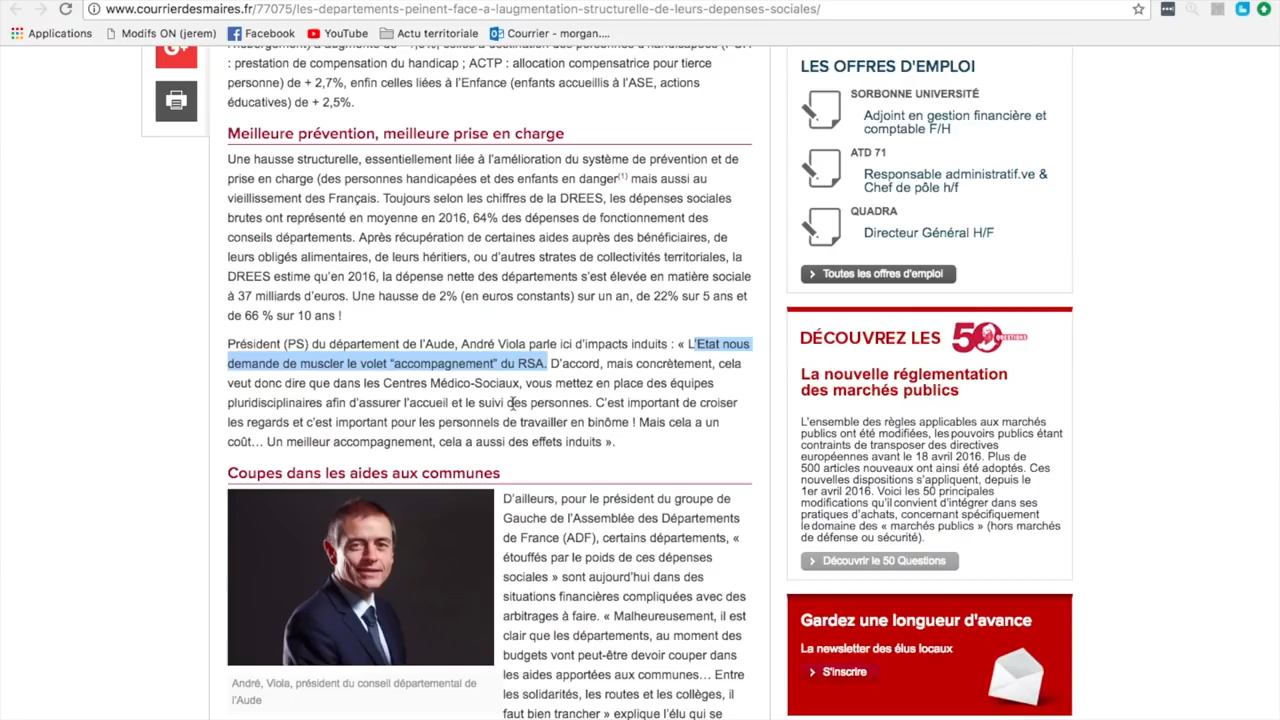 www.courrierdesmaires.fr/77075/les-departements-peinent-face-a-laugmentation-structurelle-de-leurs-depenses-sociales/
Applications
Modifs ON (jerem)
Facebook
YouTube
Actu territoriale
Courrier - morgan....
: prestation de compensation du handicap ; ACTP : allocation compensatrice pour tierce
personne) de + 2,7%, enfin celles liées à l'Enfance (enfants accueillis à l'ASE, actions
éducatives) de + 2,5%.
Meilleure prévention, meilleure prise en charge
Une hausse structurelle, essentiellement liée à l'amélioration du système de prévention et de
prise en charge (des personnes handicapées et des enfants en danger(1) mais aussi au
vieillissement des Français. Toujours selon les chiffres de la DREES, les dépenses sociales
brutes ont représenté en moyenne en 2016, 64% des dépenses de fonctionnement des
conseils départements. Après récupération de certaines aides auprès des bénéficiaires, de
leurs obligés alimentaires, de leurs héritiers, ou d'autres strates de collectivités territoriales, la
DREES estime qu'en 2016, la dépense nette des départements s'est élevée en matière sociale
à 37 milliards d'euros. Une hausse de 2% (en euros constants) sur un an, de 22% sur 5 ans et
de 66 % sur 10 ans !
Président (PS) du département de l'Aude, André Viola parle ici d'impacts induits : « L'Etat nous
demande de muscler le volet "accompagnement" du RSA. D'accord, mais concrètement, cela
veut donc dire que dans les Centres Médico-Sociaux, vous mettez en place des équipes
pluridisciplinaires afin d'assurer l'accueil et le suivi des personnes. C'est important de croiser
les regards et c'est important pour les personnels de travailler en binôme ! Mais cela a un
coût… Un meilleur accompagnement, cela a aussi des effets induits ».
Coupes dans les aides aux communes
D'ailleurs, pour le président du groupe de
Gauche de l'Assemblée des Départements
de France (ADF), certains départements, «
étouffés par le poids de ces dépenses
sociales » sont aujourd'hui dans des
situations financières compliquées avec des
arbitrages à faire. « Malheureusement, il est
clair que les départements, au moment des
budgets vont peut-être devoir couper dans
les aides apportées aux communes… Entre
les solidarités, les routes et les collèges, il
faut bien trancher » explique l'élu qui se
André, Viola, président du conseil départemental de
l'Aude
LES OFFRES D'EMPLOI
SORBONNE UNIVERSITÉ
Adjoint en gestion financière et
comptable F/H
ATD 71
Responsable administratif.ve &
Chef de pôle h/f
QUADRA
Directeur Général H/F
Toutes les offres d'emploi
DÉCOUVREZ LES 50 QUESTIONS
La nouvelle réglementation
des marchés publics
L'ensemble des règles applicables aux marchés
publics ont été modifiées, les pouvoirs publics étant
contraints de transposer des directives
européennes avant le 18 avril 2016. Plus de
500 articles nouveaux ont ainsi été adoptés. Ces
nouvelles dispositions s'appliquent, depuis le
1er avril 2016. Voici les 50 principales
modifications qu'il convient d'intégrer dans ses
pratiques d'achats, concernant spécifiquement
le domaine des « marchés publics » (hors marchés
de défense ou sécurité).
Découvrir le 50 Questions
Gardez une longueur d'avance
La newsletter des élus locaux
S'inscrire